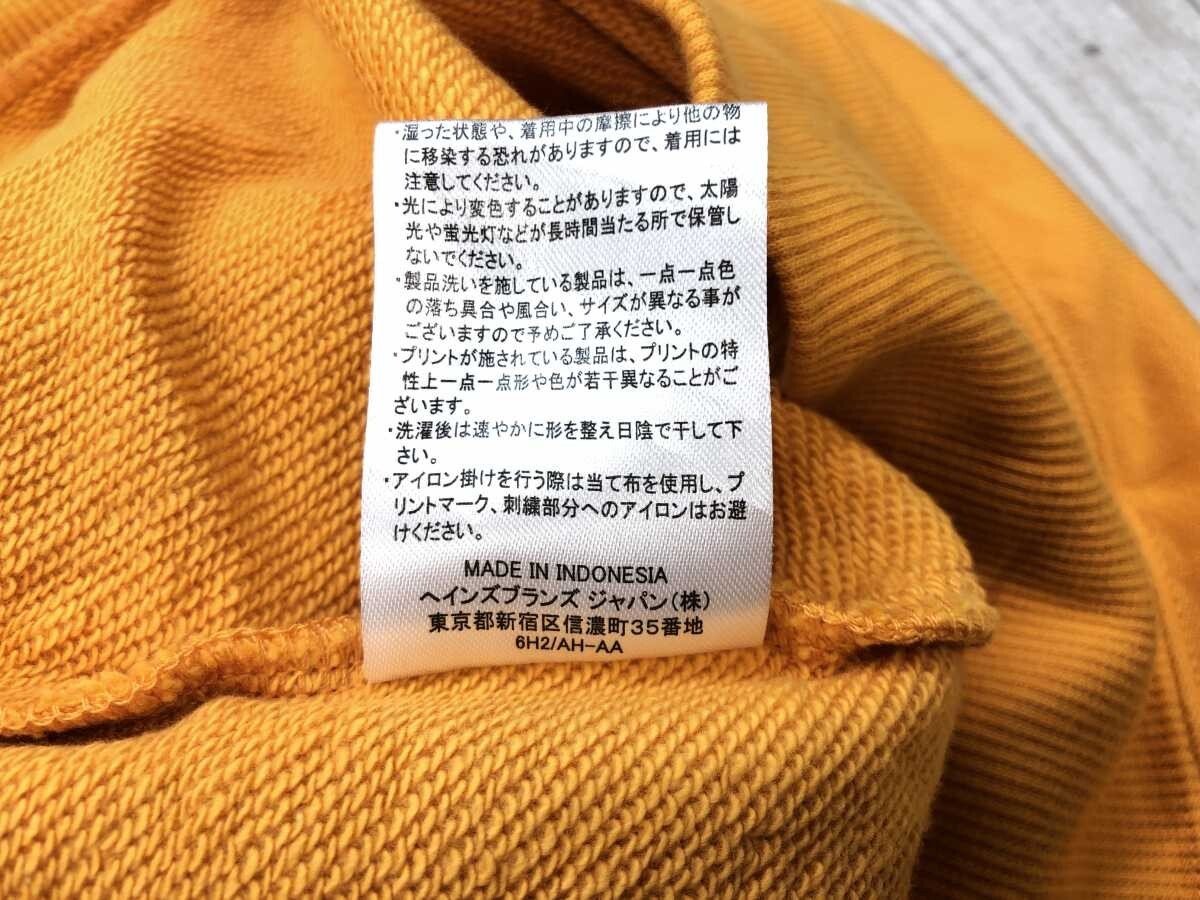 ・湿った状態や、着用中の摩擦により他の物
に移染する恐れがありますので、着用には
注意してください。
・光により変色することがありますので、太陽
光や蛍光灯などが長時間当たる所で保管し
ないでください。
・製品洗いを施している製品は、一点一点色
の落ち具合や風合い、サイズが異なる事が
ございますので予めご了承ください。
・プリントが施されている製品は、プリントの特
性上一点一点形や色が若干異なることがご
ざいます。
・洗濯後は速やかに形を整え日陰で干して下
さい。
・アイロン掛けを行う際は当て布を使用し、プ
リントマーク、刺繍部分へのアイロンはお避
けください。
MADE IN INDONESIA
ヘインズブランズ ジャパン(株)
東京都新宿区信濃町35番地
6H2/AH-AA